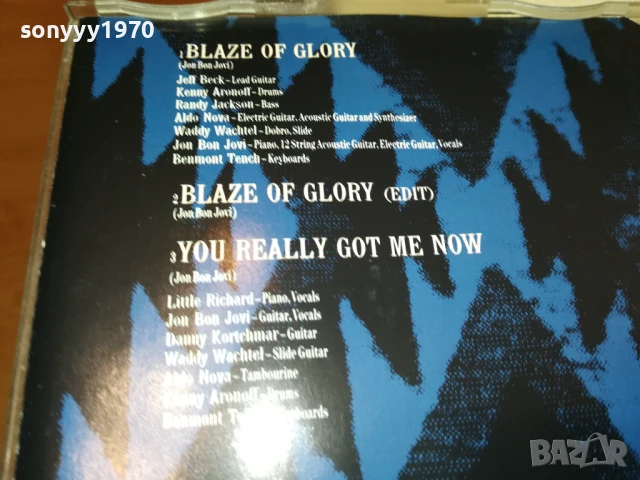 sonyyy1970
1 BLAZE OF GLORY
(Jon Bon Jovi)
Jeff Beck – Lead Guitar
Kenny Aronoff – Drums
Randy Jackson – Bass
Aldo Nova – Electric Guitar, Acoustic Guitar and Synthesizer
Waddy Wachtel – Dobro, Slide
Jon Bon Jovi – Piano, 12 String Acoustic Guitar, Electric Guitar, Vocals
Benmont Tench – Keyboards
2 BLAZE OF GLORY (EDIT)
(Jon Bon Jovi)
3 YOU REALLY GOT ME NOW
(Jon Bon Jovi)
Little Richard – Piano, Vocals
Jon Bon Jovi – Guitar, Vocals
Danny Kortchmar – Guitar
Waddy Wachtel – Slide Guitar
Aldo Nova – Tambourine
Kenny Aronoff – Drums
Benmont Tench – Keyboards
BAZAR